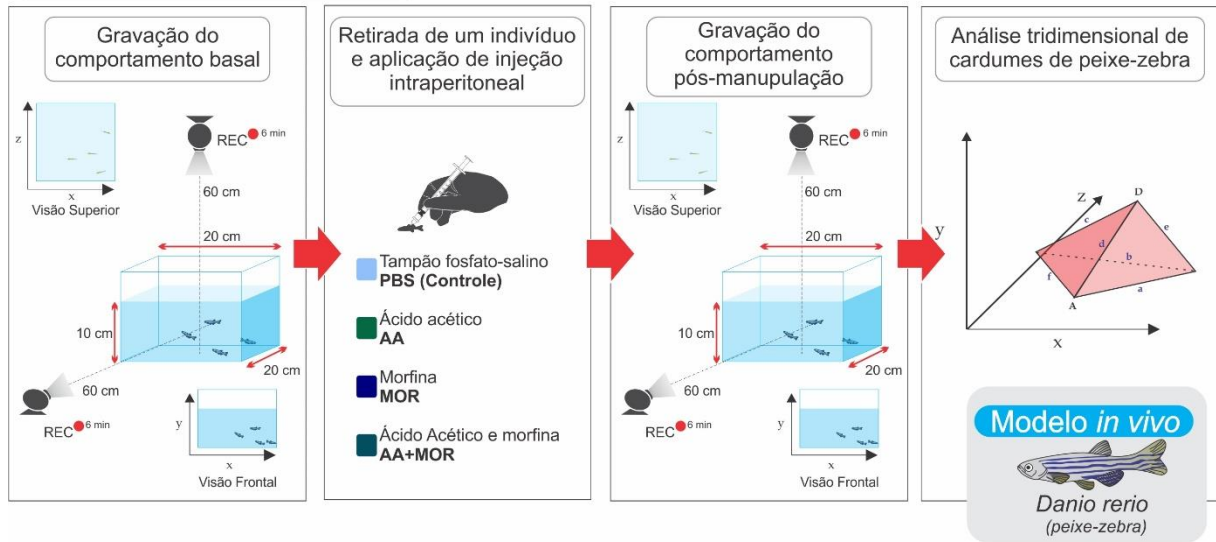 Gravação do
comportamento basal
z
x
Visão Superior
REC
6 min
60 cm
20 cm
10 cm
20 cm
60 cm
REC
6 min
y
x
Visão Frontal
Retirada de um indivíduo
e aplicação de injeção
intraperitoneal
Tampão fosfato-salino
PBS (Controle)
Ácido acético
AA
Morfina
MOR
Ácido Acético e morfina
AA+MOR
Gravação do
comportamento
pós-manupulação
z
x
Visão Superior
REC
6 min
60 cm
20 cm
10 cm
20 cm
60 cm
REC
6 min
y
x
Visão Frontal
Análise tridimensional de
cardumes de peixe-zebra
y
Z
D
c
e
d
b
f
a
A
x
Modelo in vivo
Danio rerio
(peixe-zebra)